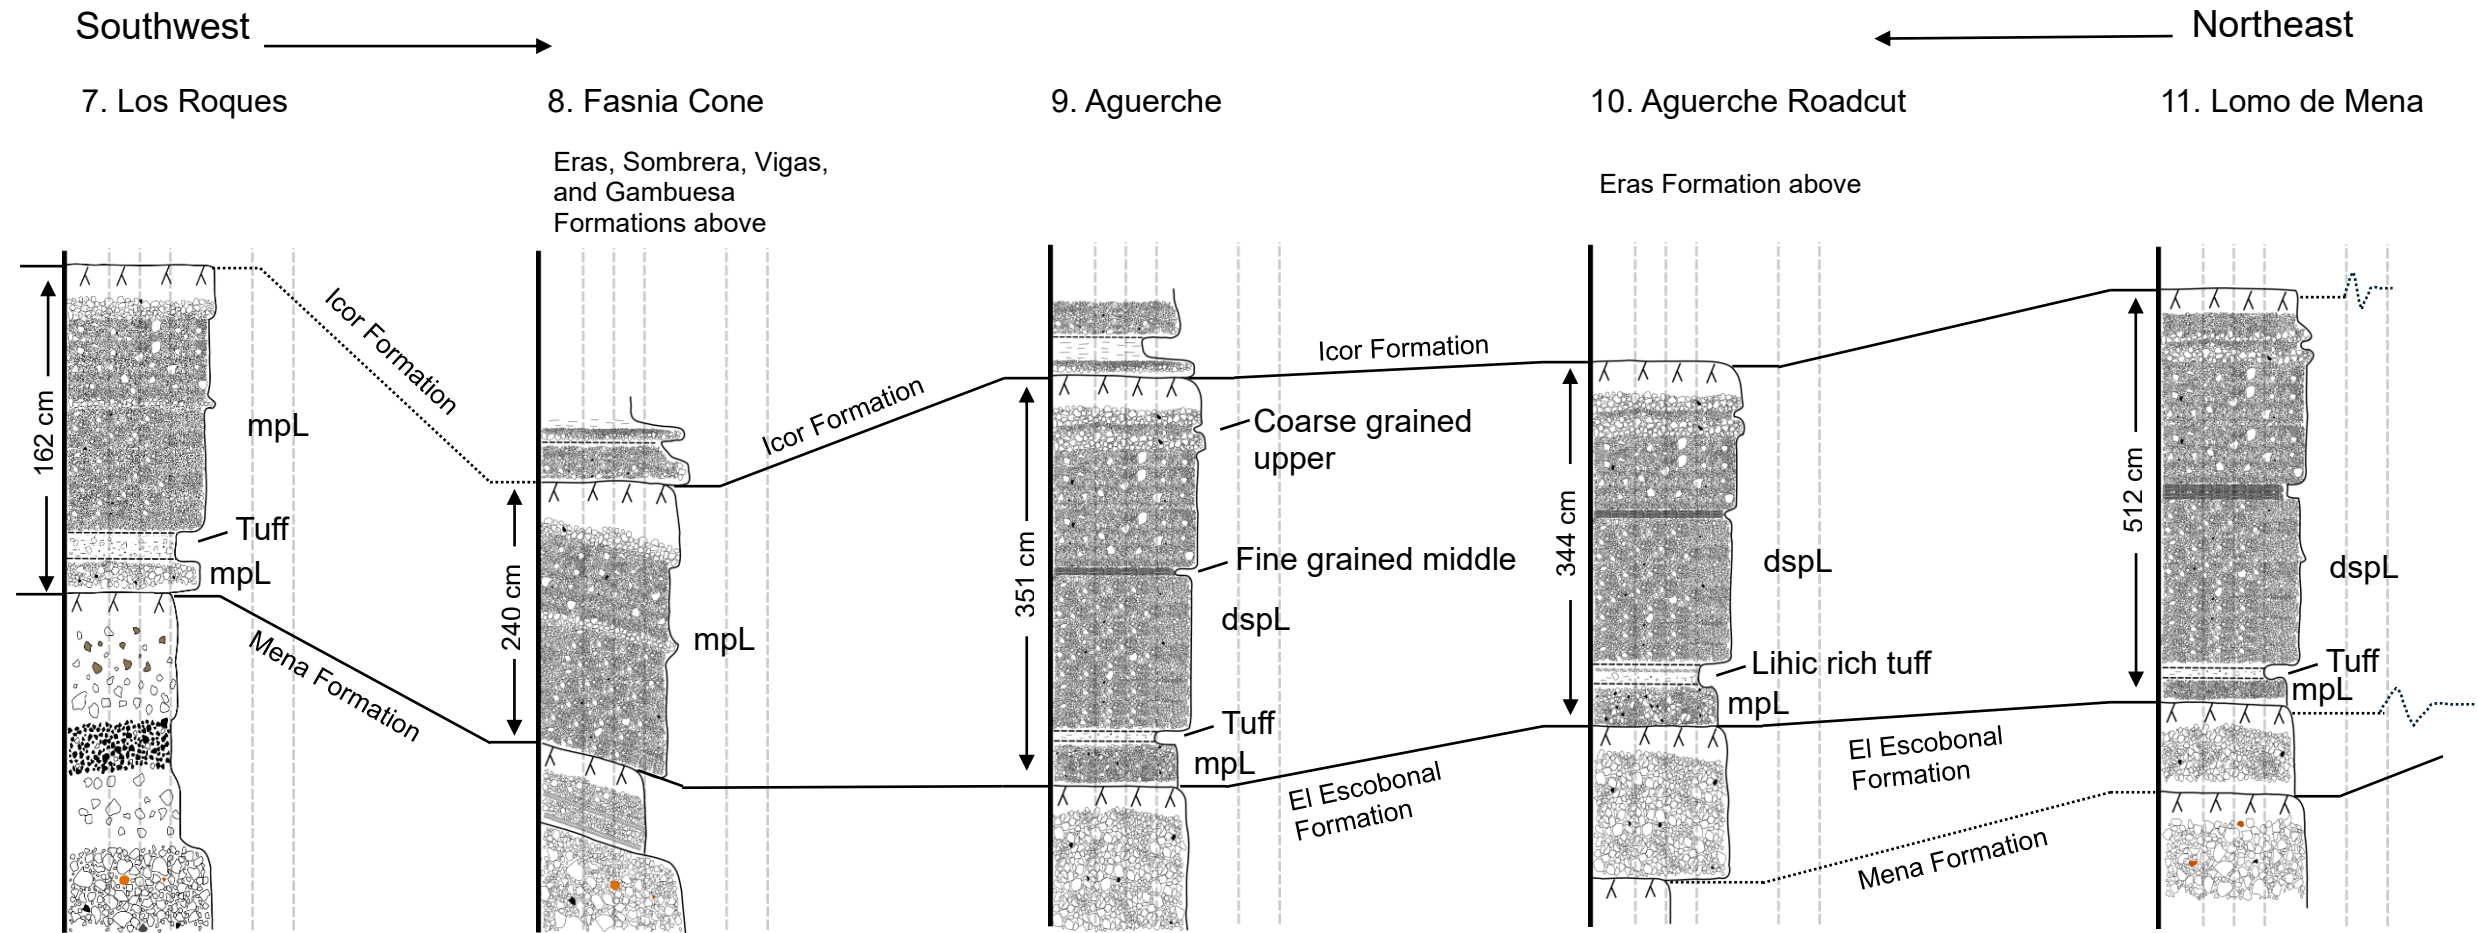 Southwest
Northeast
7. Los Roques
8. Fasnia Cone
9. Aguerche
10. Aguerche Roadcut
11. Lomo de Mena
Eras, Sombrera, Vigas,
and Gambuesa
Formations above
Eras Formation above
162 cm
Icor Formation
mpL
Tuff
mpL
Mena Formation
240 cm
Icor Formation
mpL
351 cm
Icor Formation
Coarse grained
upper
Fine grained middle
dspL
Tuff
mpL
El Escobonal
Formation
344 cm
dspL
Lihic rich tuff
mpL
El Escobonal
Formation
Mena Formation
512 cm
dspL
Tuff
mpL